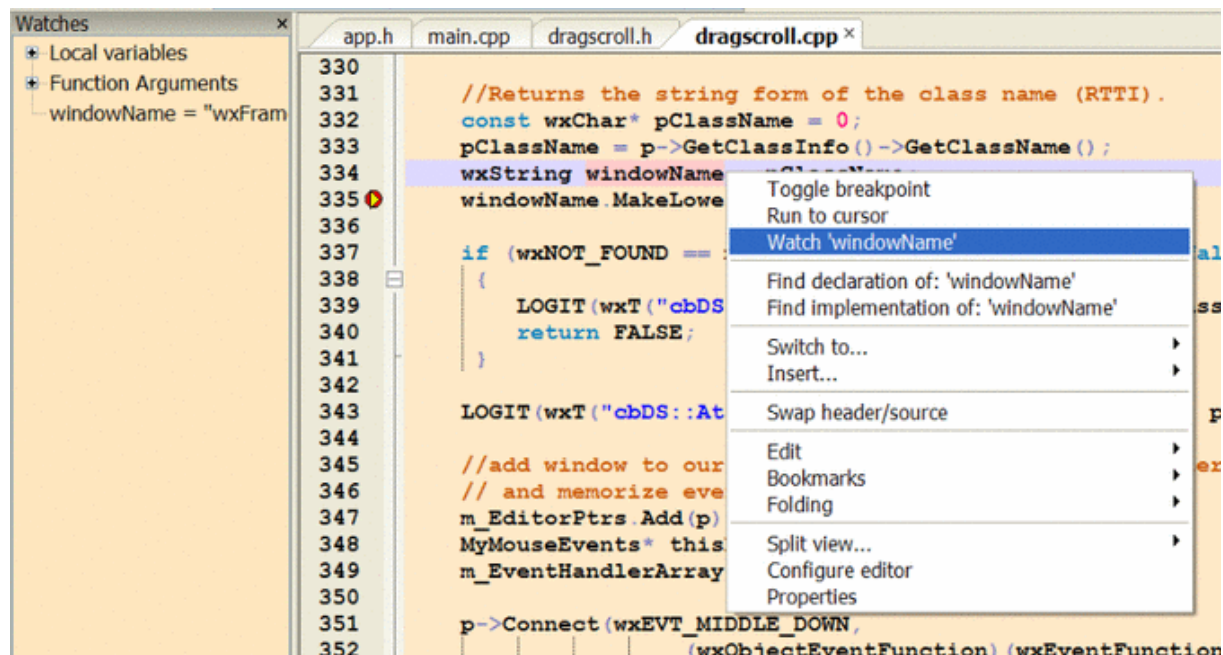 Watches ×
Local variables
Function Arguments
windowName = "wxFram
app.h main.cpp dragscroll.h dragscroll.cpp ×
330
331 //Returns the string form of the class name (RTTI).
332 const wxChar* pClassName = 0;
333 pClassName = p->GetClassInfo()->GetClassName();
334 wxString windowName = pClassName;
335 windowName.MakeLowe
336
337 if (wxNOT_FOUND ==
338 {
339 LOGIT(wxT("cbDS
340 return FALSE;
341 }
342
343 LOGIT(wxT("cbDS::At
344
345 //add window to our
346 // and memorize eve
347 m_EditorPtrs.Add(p)
348 MyMouseEvents* this
349 m_EventHandlerArray
350
351 p->Connect(wxEVT_MIDDLE_DOWN,
352 (wxObjectEventFunction)(wxEventFunction
Toggle breakpoint
Run to cursor
Watch 'windowName'
Find declaration of: 'windowName'
Find implementation of: 'windowName'
Switch to...
Insert...
Swap header/source
Edit
Bookmarks
Folding
Split view...
Configure editor
Properties